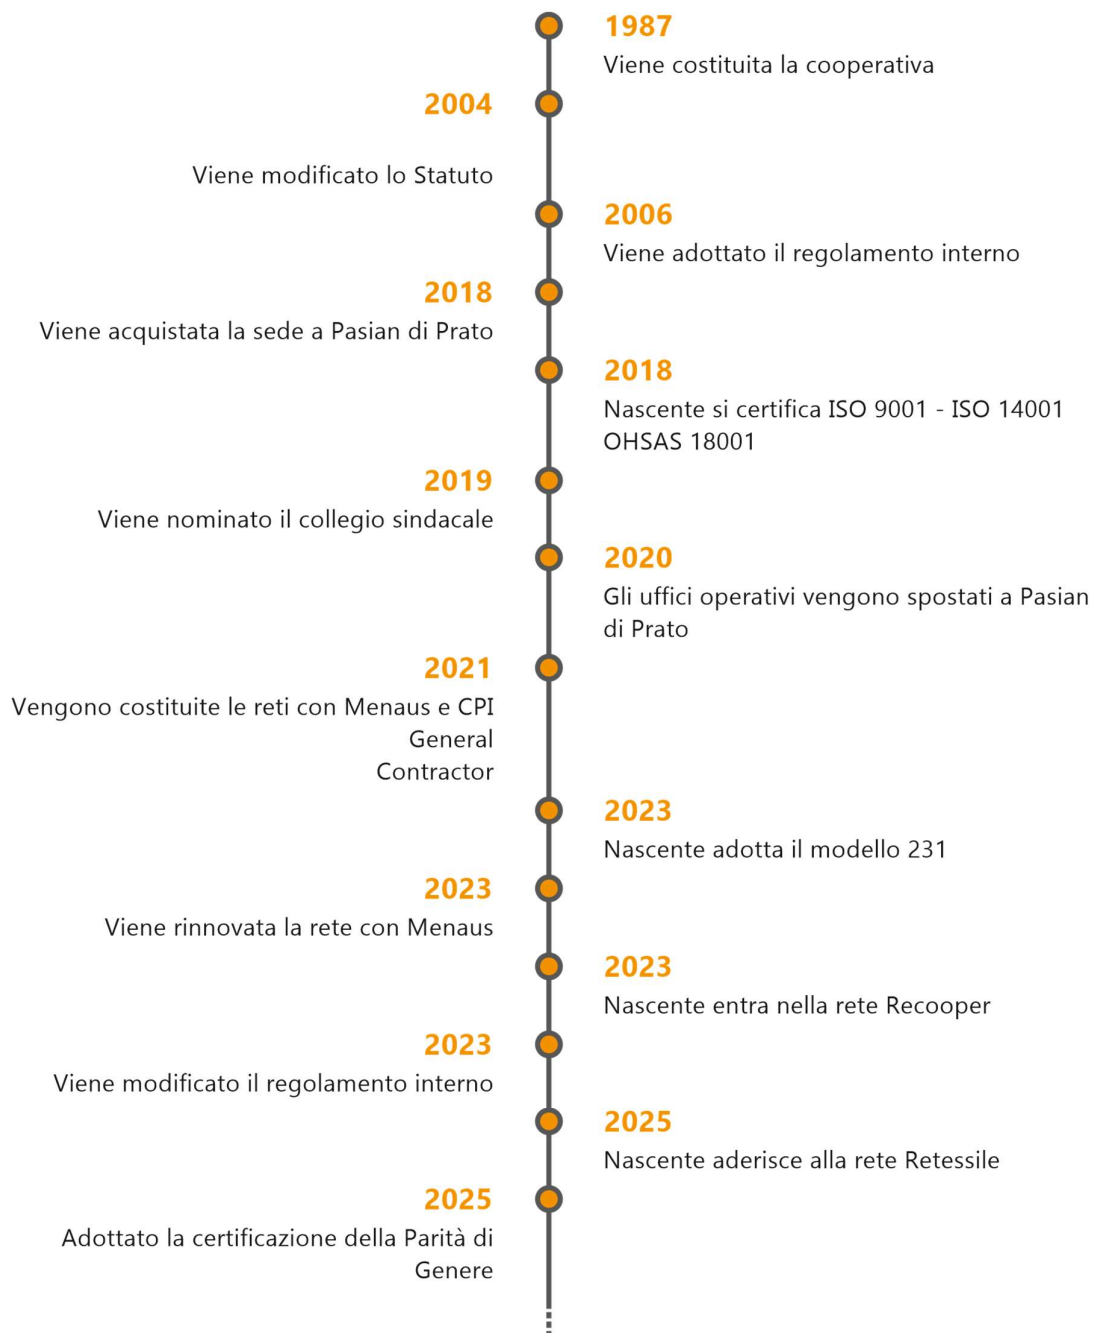 1987
Viene costituita la cooperativa
2004
Viene modificato lo Statuto
2006
Viene adottato il regolamento interno
2018
Viene acquistata la sede a Pasian di Prato
2018
Nascente si certifica ISO 9001 - ISO 14001
OHSAS 18001
2019
Viene nominato il collegio sindacale
2020
Gli uffici operativi vengono spostati a Pasian
di Prato
2021
Vengono costituite le reti con Menaus e CPI
General
Contractor
2023
Nascente adotta il modello 231
2023
Viene rinnovata la rete con Menaus
2023
Nascente entra nella rete Recooper
2023
Viene modificato il regolamento interno
2025
Nascente aderisce alla rete Retessile
2025
Adottato la certificazione della Parità di
Genere